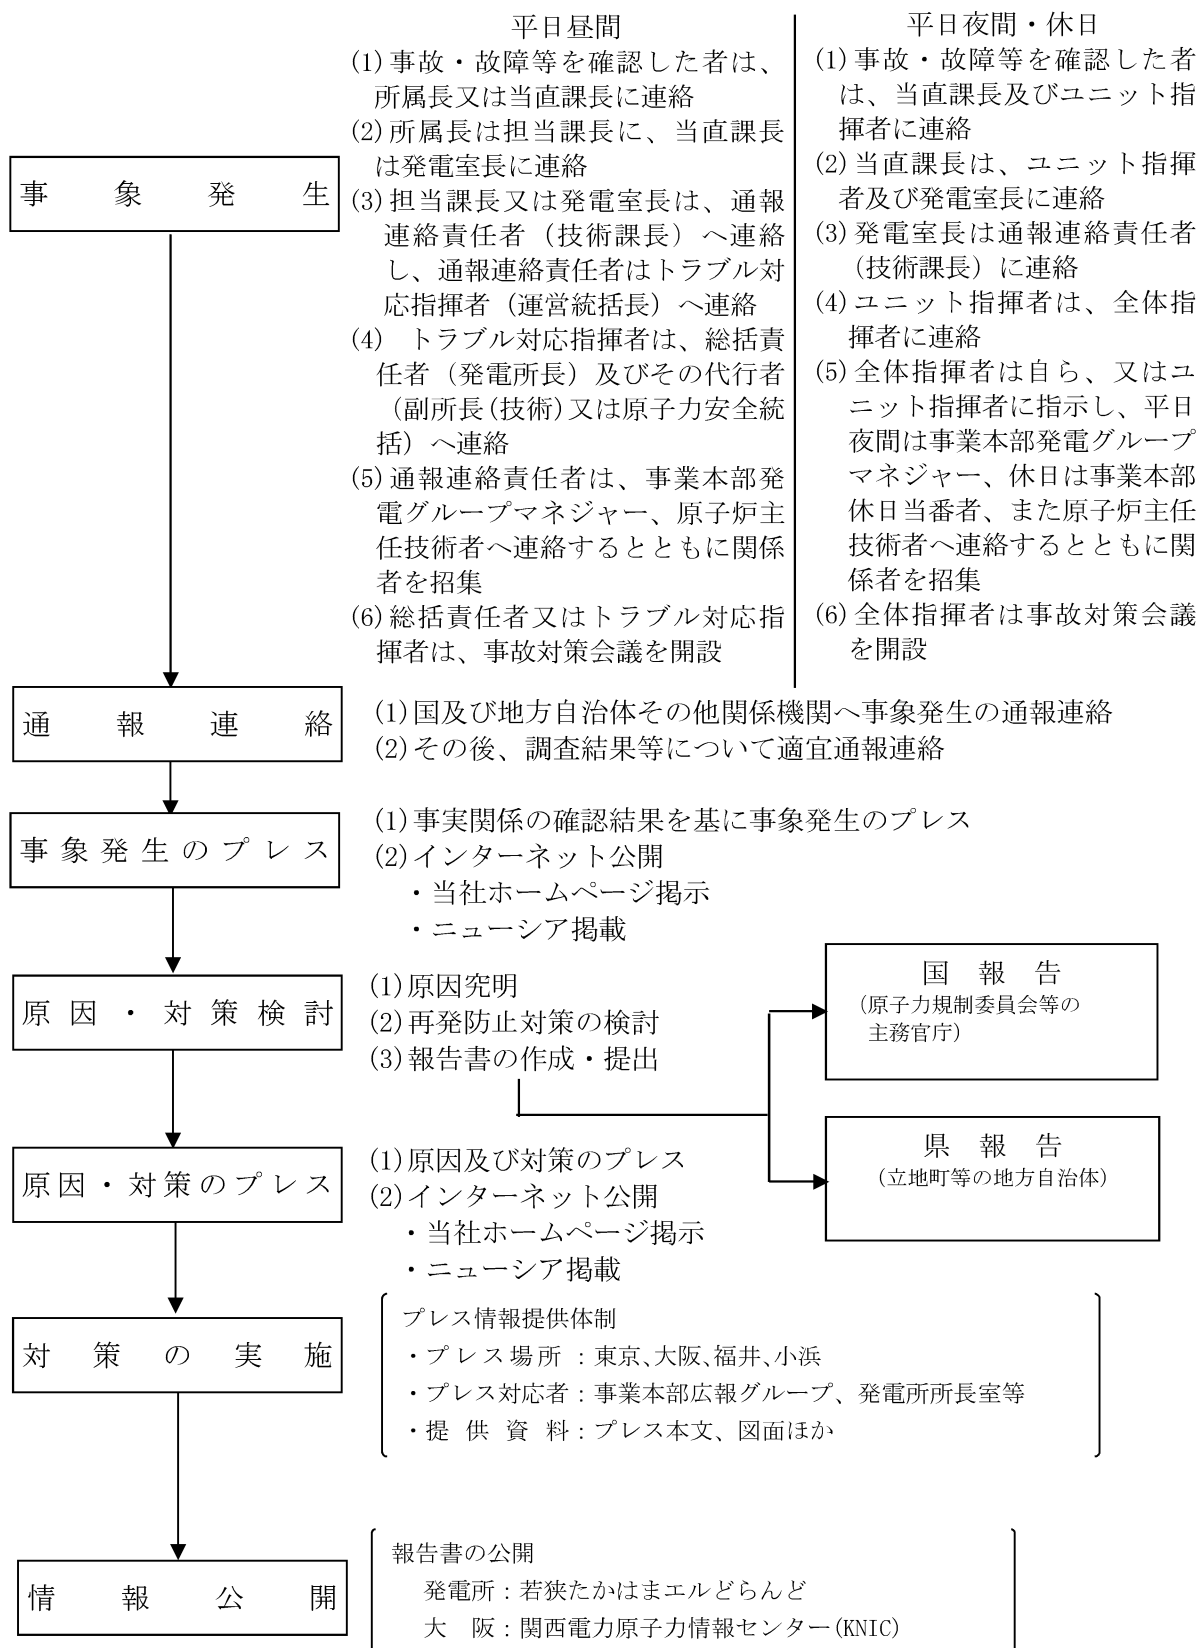 平日昼間
(1)事故・故障等を確認した者は、
所属長又は当直課長に連絡
(2)所属長は担当課長に、当直課長
は発電室長に連絡
(3)担当課長又は発電室長は、通報
連絡責任者（技術課長）へ連絡
し、通報連絡責任者はトラブル対
応指揮者（運営統括長）へ連絡
(4) トラブル対応指揮者は、総括責
任者（発電所長）及びその代行者
（副所長(技術)又は原子力安全統
括）へ連絡
(5)通報連絡責任者は、事業本部発
電グループマネジャー、原子炉主
任技術者へ連絡するとともに関係
者を招集
(6)総括責任者又はトラブル対応指
揮者は、事故対策会議を開設
平日夜間・休日
(1)事故・故障等を確認した者
は、当直課長及びユニット指
揮者に連絡
(2)当直課長は、ユニット指揮
者及び発電室長に連絡
(3)発電室長は通報連絡責任者
（技術課長）に連絡
(4)ユニット指揮者は、全体指
揮者に連絡
(5)全体指揮者は自ら、又はユ
ニット指揮者に指示し、平日
夜間は事業本部発電グループ
マネジャー、休日は事業本部
休日当番者、また原子炉主任
技術者へ連絡するとともに関
係者を招集
(6)全体指揮者は事故対策会議
を開設
事象発生
通報連絡
(1)国及び地方自治体その他関係機関へ事象発生の通報連絡
(2)その後、調査結果等について適宜通報連絡
事象発生のプレス
(1)事実関係の確認結果を基に事象発生のプレス
(2)インターネット公開
・当社ホームページ掲示
・ニューシア掲載
原因・対策検討
(1)原因究明
(2)再発防止対策の検討
(3)報告書の作成・提出
国報告
(原子力規制委員会等の
主務官庁)
県報告
(立地町等の地方自治体)
原因・対策のプレス
(1)原因及び対策のプレス
(2)インターネット公開
・当社ホームページ掲示
・ニューシア掲載
対策の実施
プレス情報提供体制
・プレス場所：東京、大阪、福井、小浜
・プレス対応者：事業本部広報グループ、発電所所長室等
・提供資料：プレス本文、図面ほか
情報公開
報告書の公開
発電所：若狭たかはまエルどらんど
大　阪：関西電力原子力情報センター(KNIC)